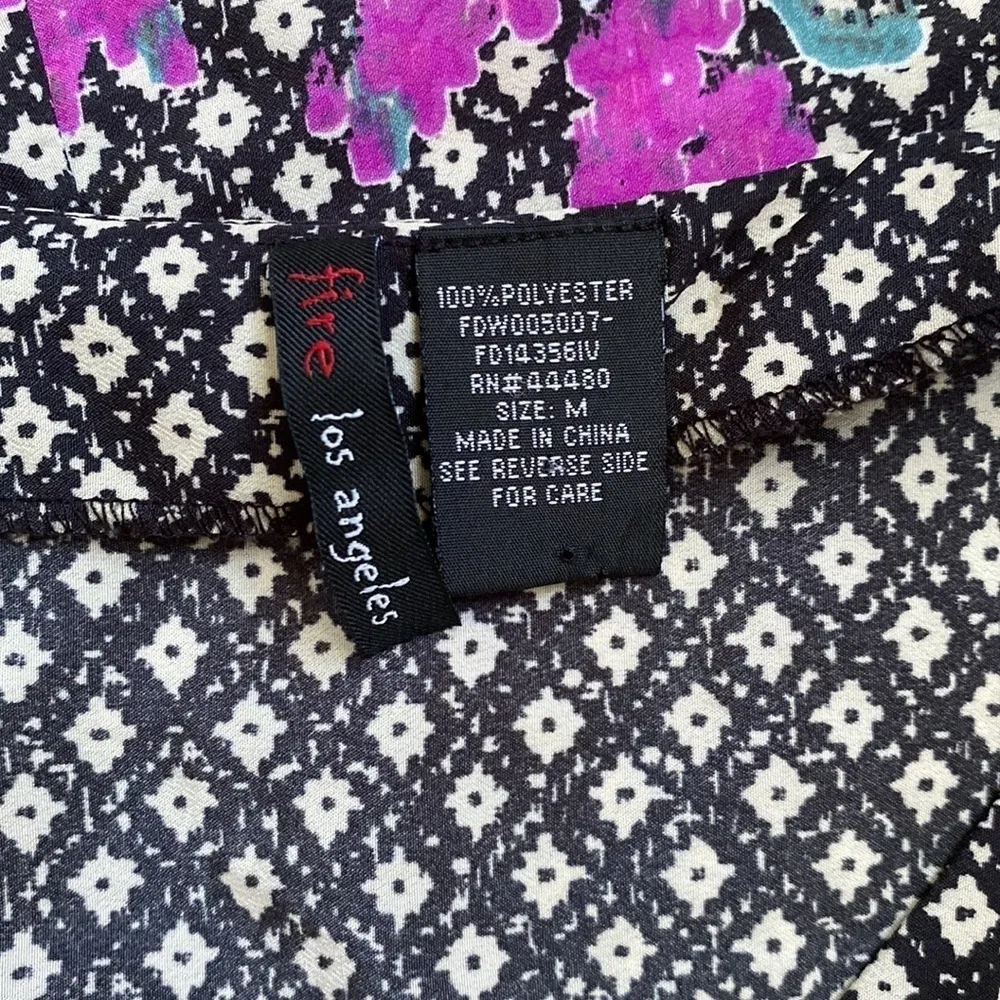 fire
los angeles
100%POLYESTER
FDW005007-
FD14356IV
RN#44480
SIZE: M
MADE IN CHINA
SEE REVERSE SIDE
FOR CARE